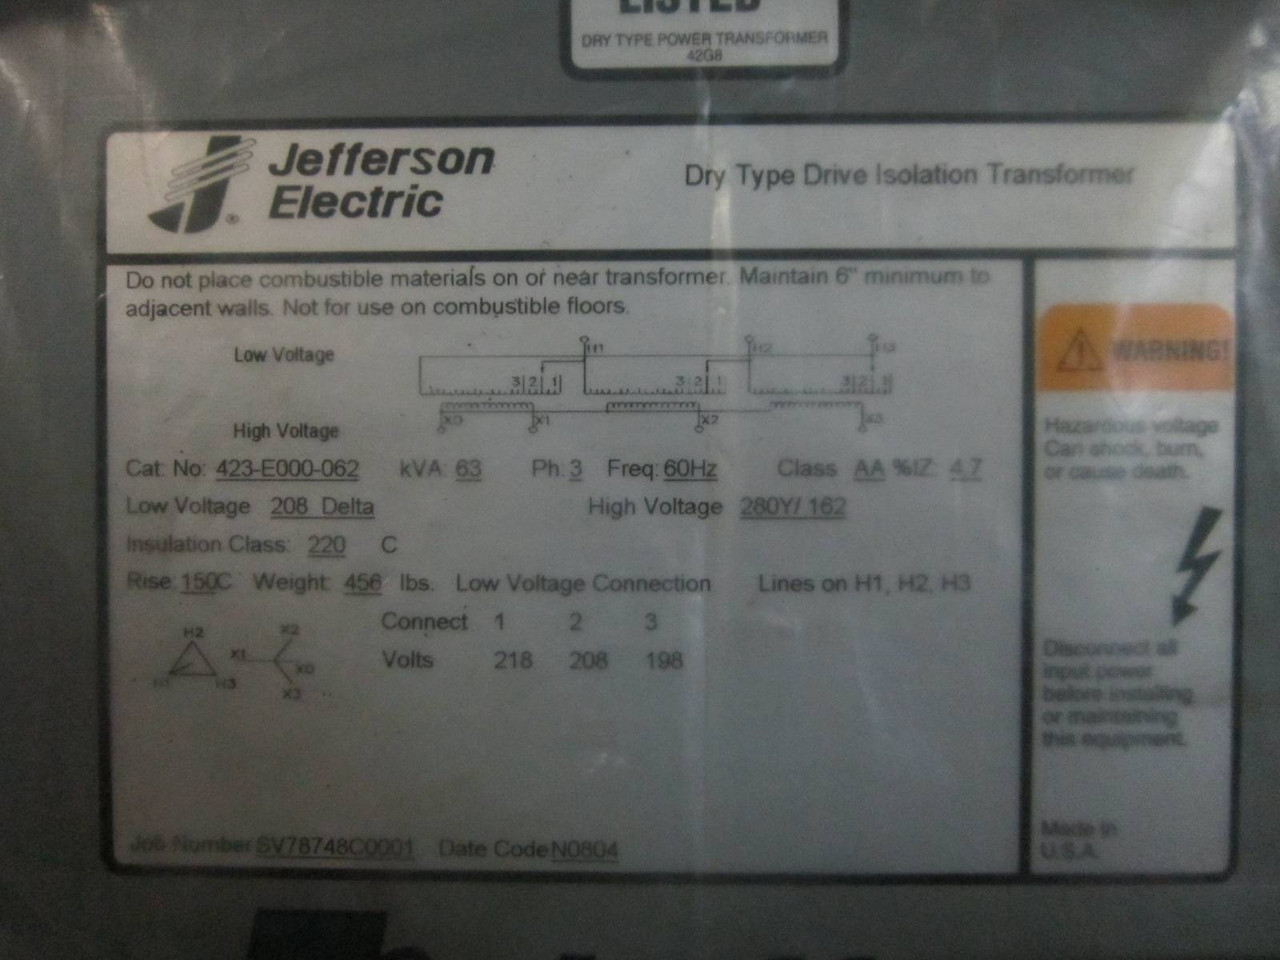 LISTED
DRY TYPE POWER TRANSFORMER
42G8
Jefferson
Electric
®
Dry Type Drive Isolation Transformer
Do not place combustible materials on or near transformer. Maintain 6" minimum to
adjacent walls. Not for use on combustible floors.
Low Voltage
H1 H2 H3
3 2 1 3 2 1 3 2 1
X0 X1 X2 X3
High Voltage
Cat. No: 423-E000-062 kVA: 63 Ph: 3 Freq: 60Hz Class AA %IZ: 4.7
Low Voltage 208 Delta High Voltage 280Y/ 162
Insulation Class: 220 C
Rise: 150C Weight: 456 lbs. Low Voltage Connection Lines on H1, H2, H3
Connect 1 2 3
Volts 218 208 198
H2
H1 H3
X2
X1 X0
X3
Job Number SV78748C0001 Date Code N0804
WARNING!
Hazardous voltage
Can shock, burn,
or cause death.
Disconnect all
input power
before installing
or maintaining
this equipment.
Made in
U.S.A.